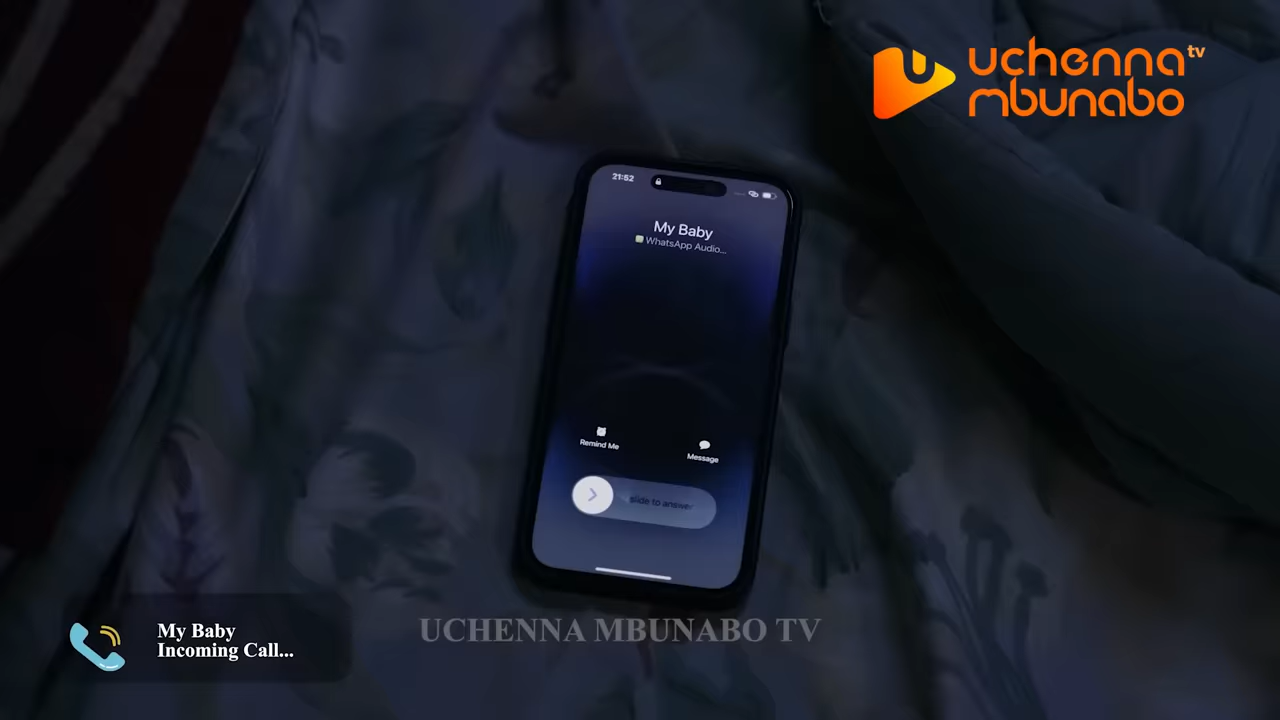 uchenna tv
mbunabo
21:52
My Baby
WhatsApp Audio...
Remind Me
Message
slide to answer
My Baby
Incoming Call...
UCHENNA MBUNABO TV